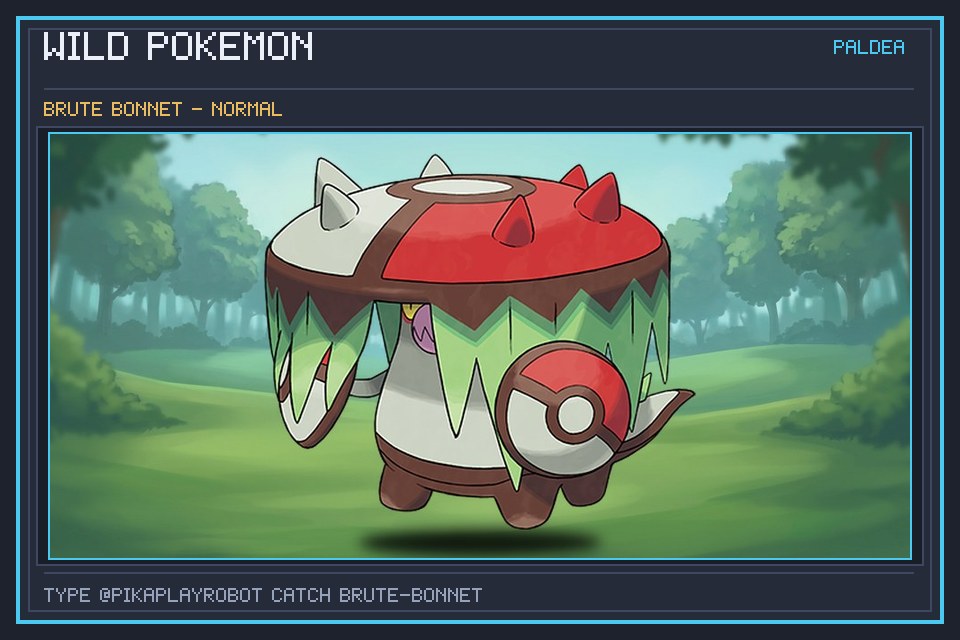 WILD POKEMON
PALDEA
BRUTE BONNET - NORMAL
TYPE @PIKAPLAYROBOT CATCH BRUTE-BONNET